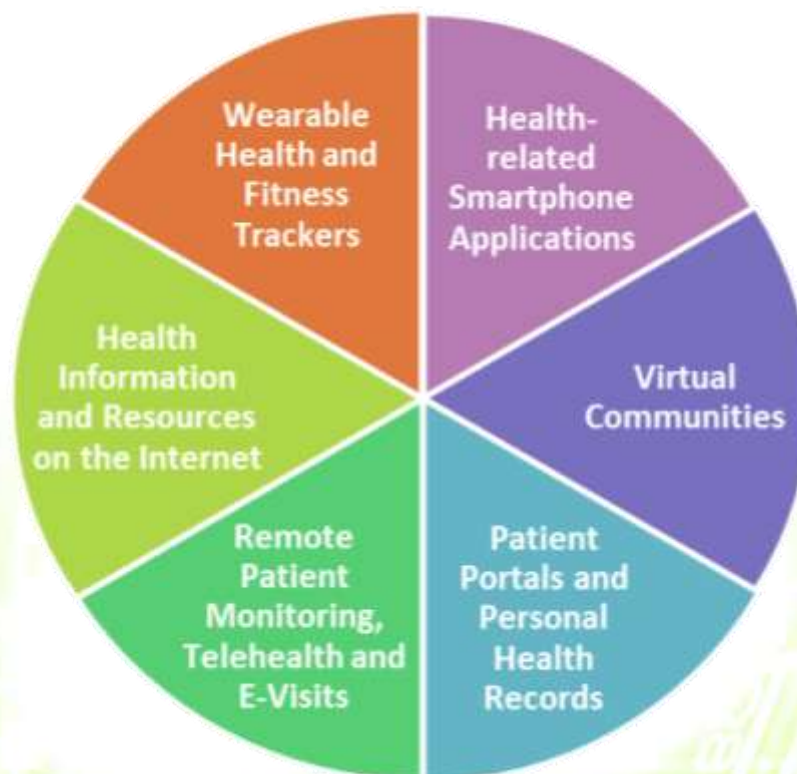 Wearable
Health and
Fitness
Trackers
Health-
related
Smartphone
Applications
Health
Information
and Resources
on the Internet
Virtual
Communities
Remote
Patient
Monitoring,
Telehealth and
E-Visits
Patient
Portals and
Personal
Health
Records